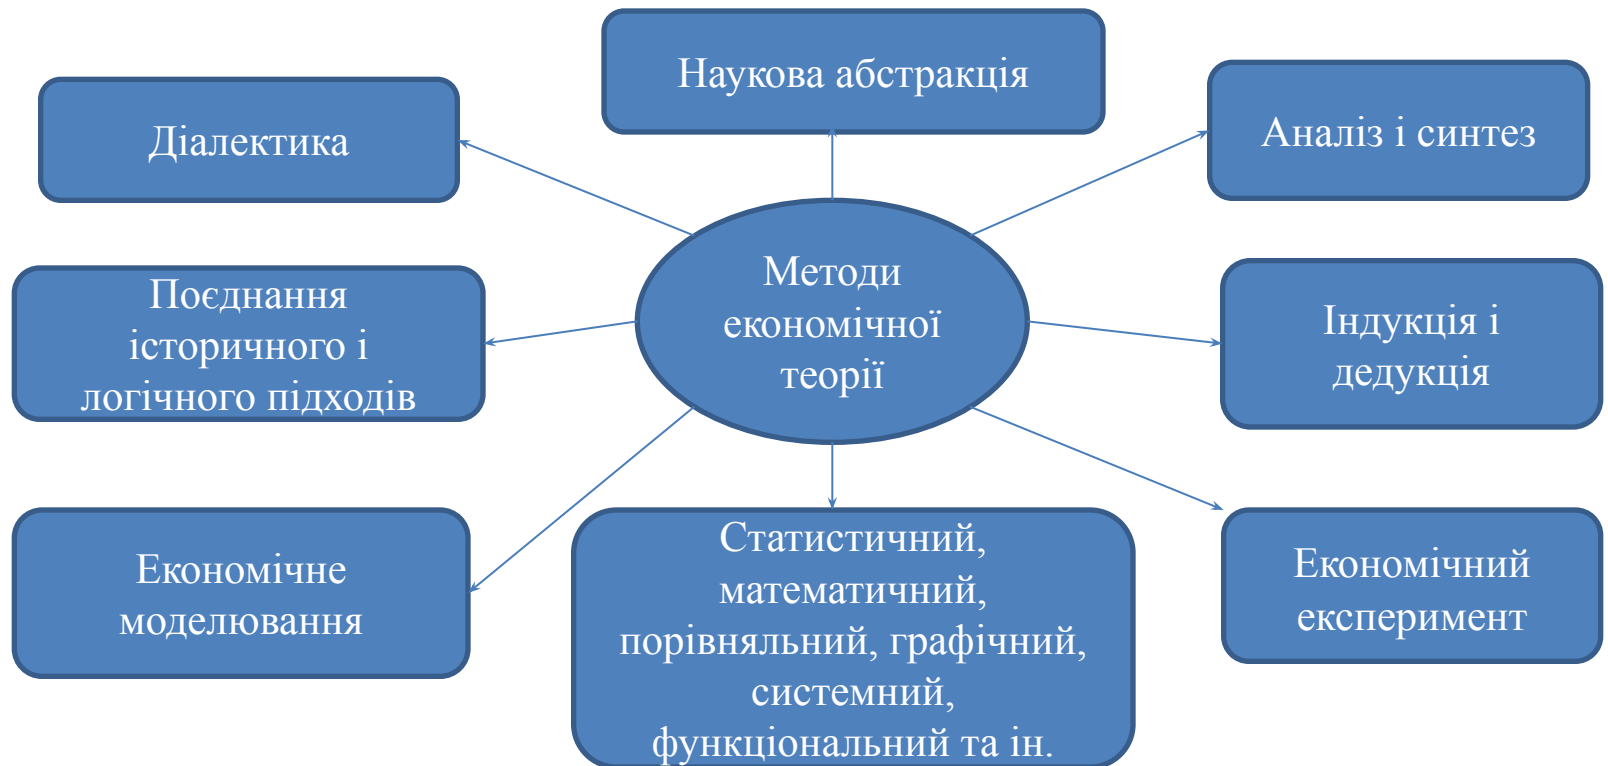 Наукова абстракція
Діалектика
Аналіз і синтез
Методи
економічної
теорії
Поєднання
історичного і
логічного підходів
Індукція і
дедукція
Економічне
моделювання
Статистичний,
математичний,
порівняльний, графічний,
системний,
функціональний та ін.
Економічний
експеримент